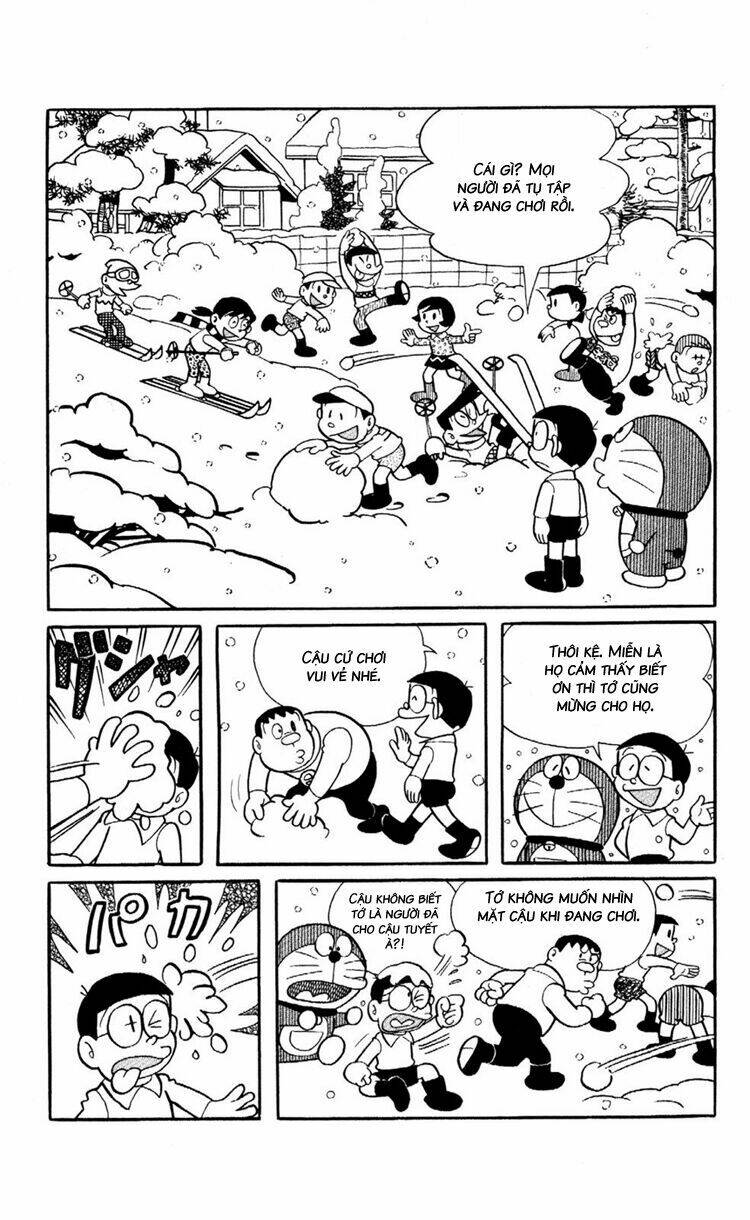 CÁI GÌ? MỌI
NGƯỜI ĐÃ TỤ TẬP
VÀ ĐANG CHƠI RỒI.
THÔI KỆ. MIỄN LÀ
HỌ CẢM THẤY BIẾT
ƠN THÌ TỚ CŨNG
MỪNG CHO HỌ.
CẬU CỨ CHƠI
VUI VẺ NHÉ.
グシャ
TỚ KHÔNG MUỐN NHÌN
MẶT CẬU KHI ĐANG CHƠI.
CẬU KHÔNG BIẾT
TỚ LÀ NGƯỜI ĐÃ
CHO CẬU TUYẾT
À?!
パカ